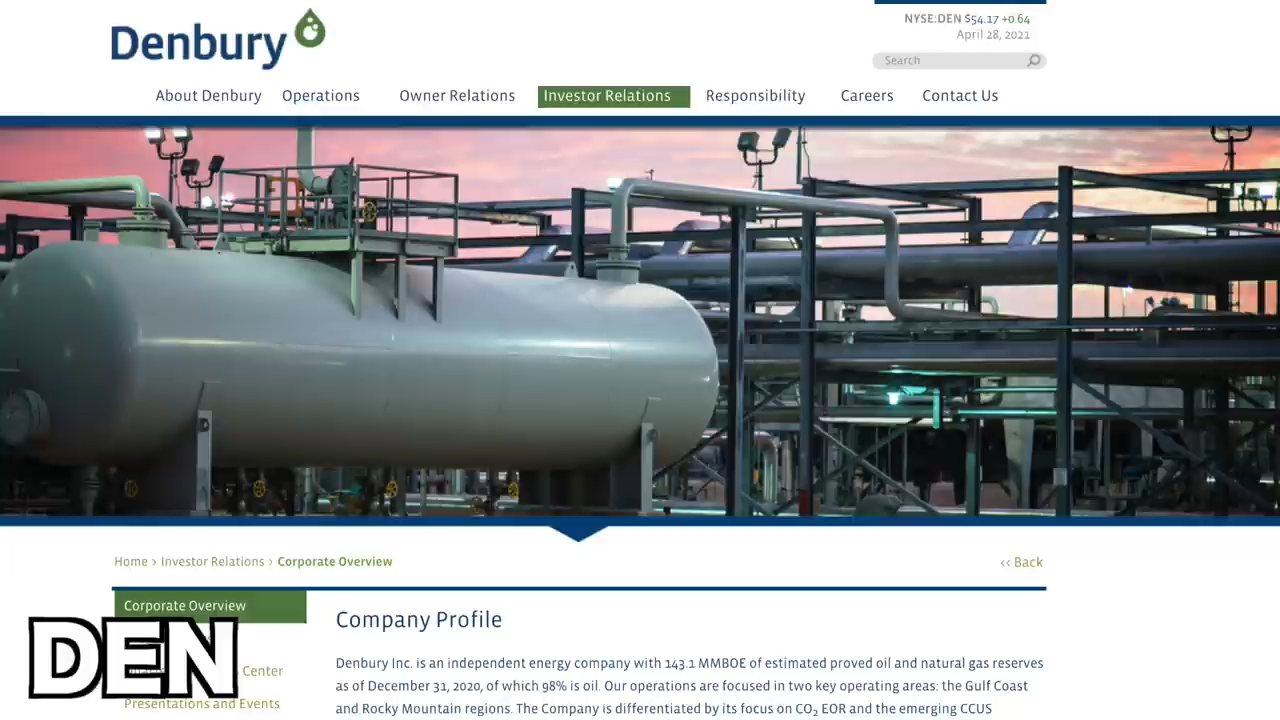 Denbury
NYSE:DEN $54.17 +0.64
April 28, 2021
Search
About Denbury Operations Owner Relations Investor Relations Responsibility Careers Contact Us
Home > Investor Relations > Corporate Overview
<< Back
Corporate Overview
DEN
Center
Presentations and Events
Company Profile
Denbury Inc. is an independent energy company with 143.1 MMBOE of estimated proved oil and natural gas reserves
as of December 31, 2020, of which 98% is oil. Our operations are focused in two key operating areas: the Gulf Coast
and Rocky Mountain regions. The Company is differentiated by its focus on CO₂ EOR and the emerging CCUS